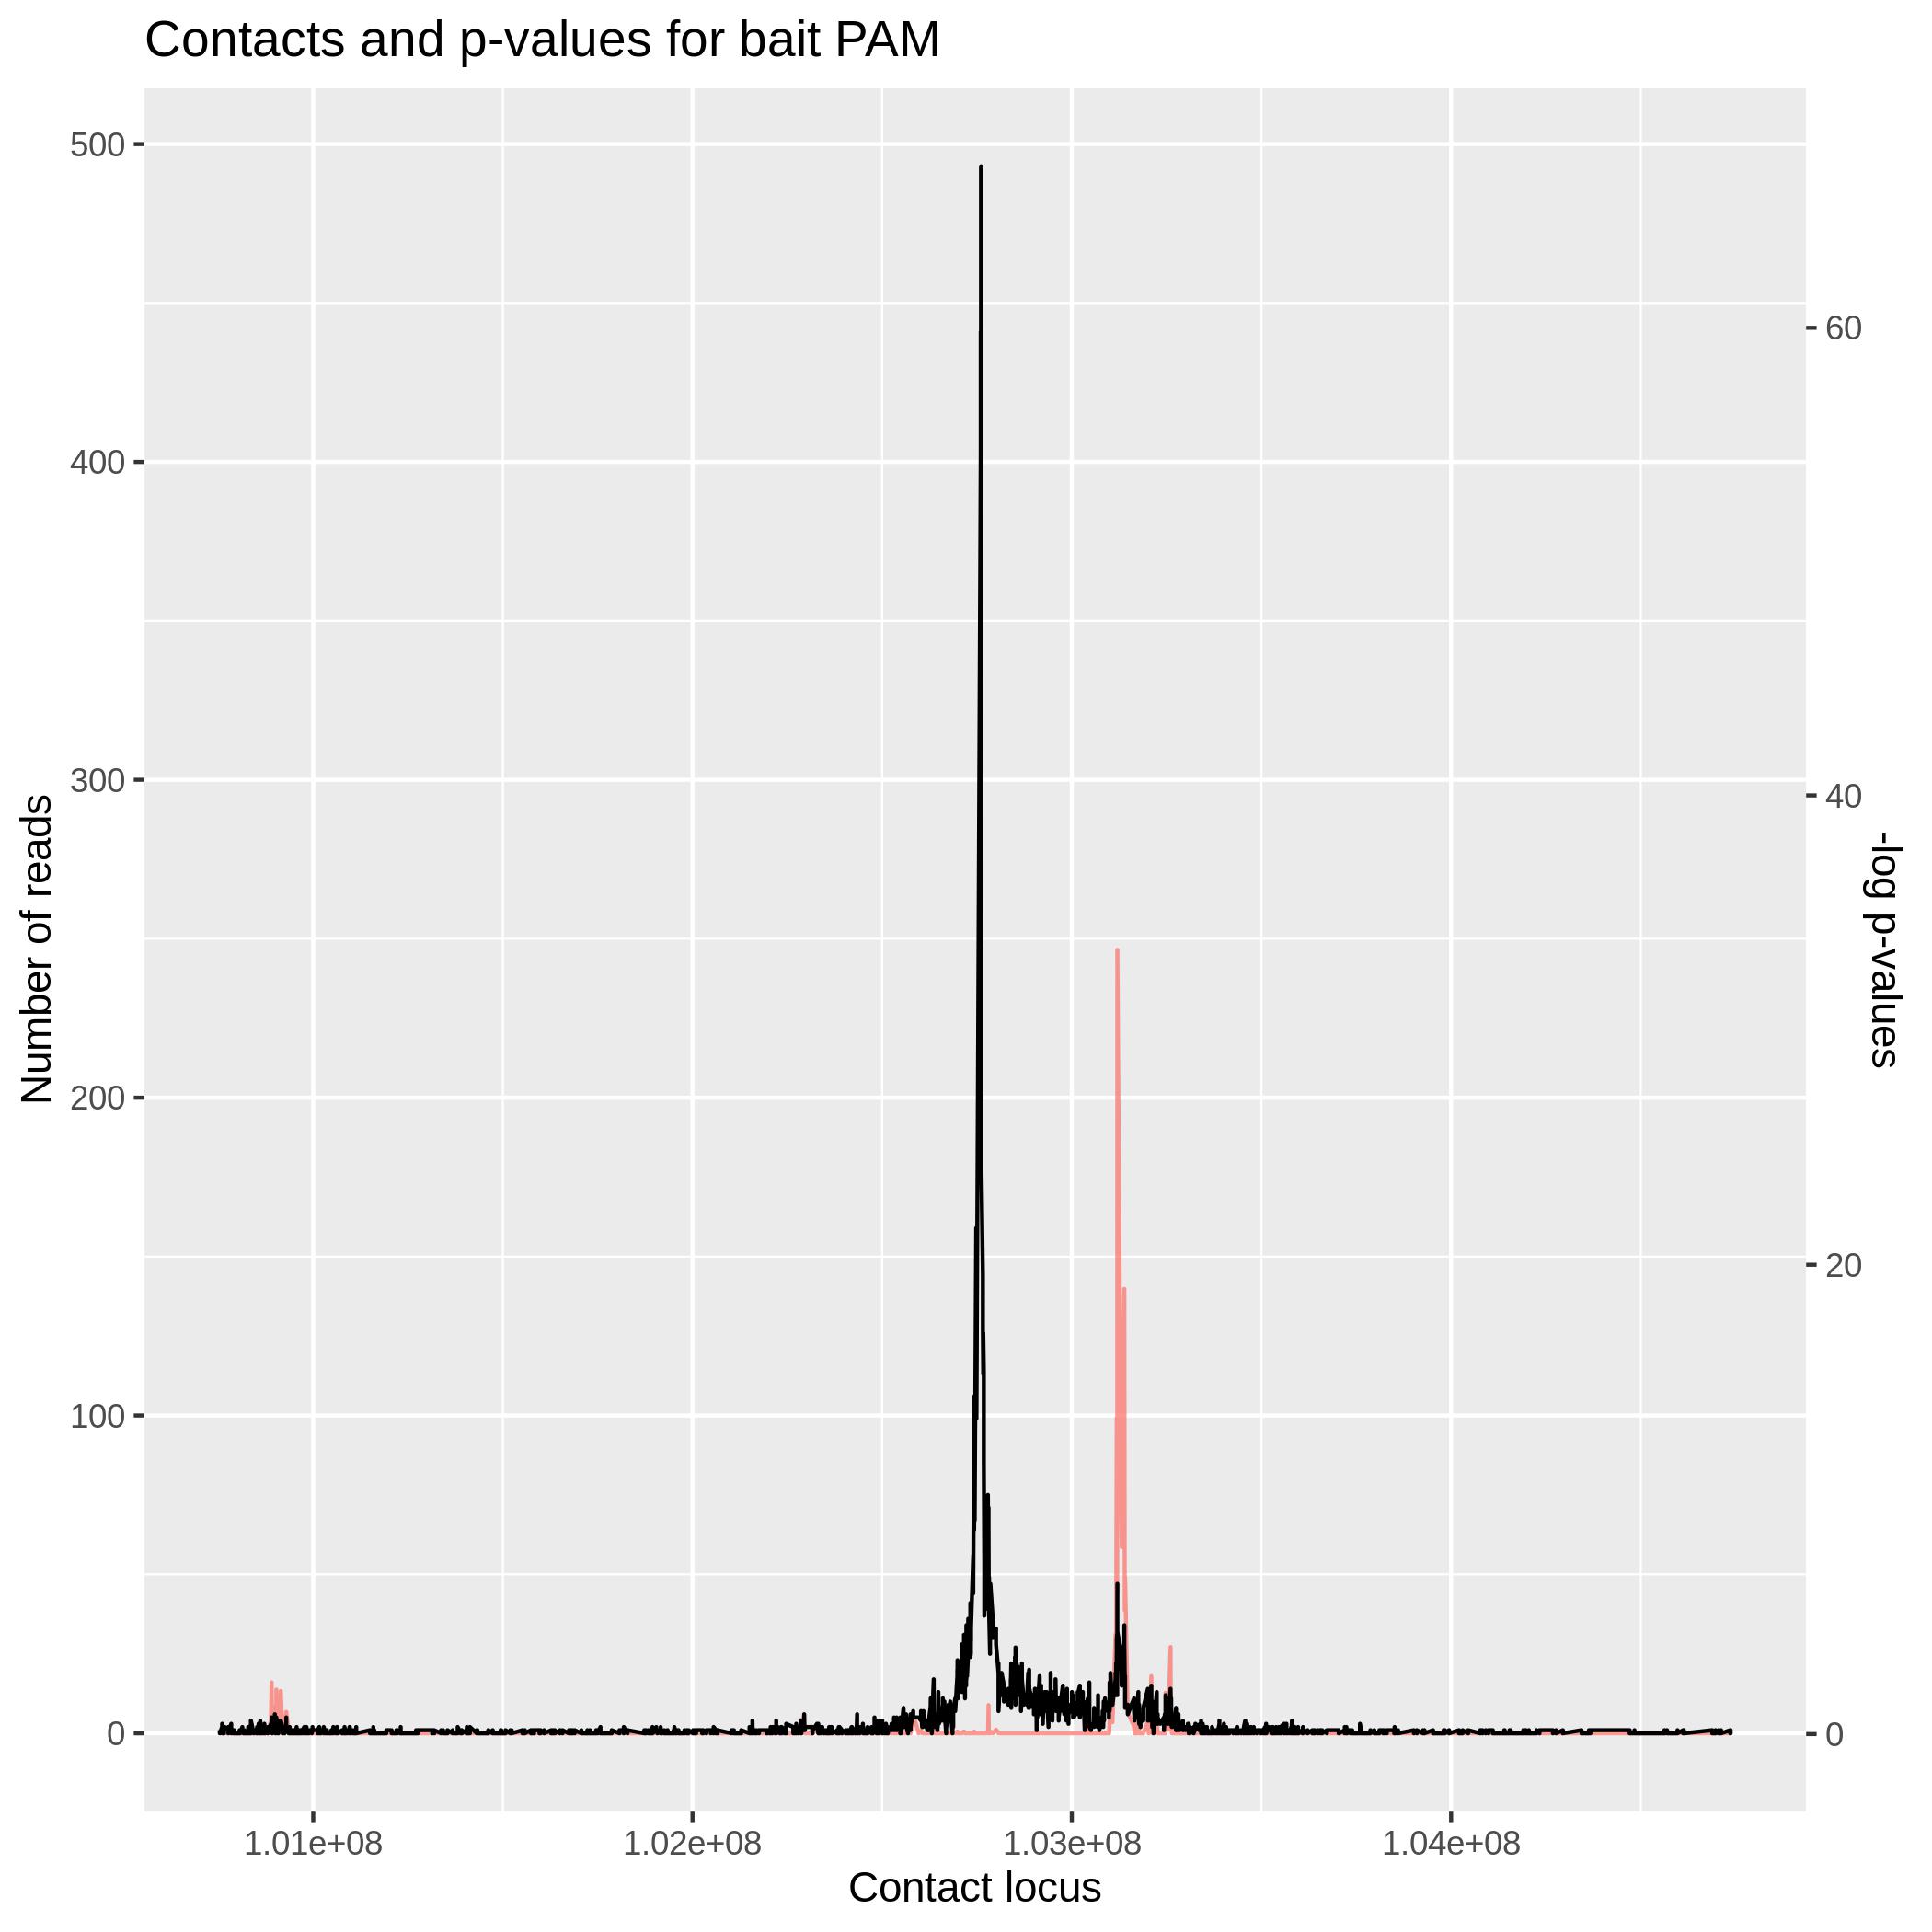 Contacts and p-values for bait PAM
500
400
300
200
100
0
Number of reads
60
40
20
0
-log p-values
1.01e+08
1.02e+08
1.03e+08
1.04e+08
Contact locus